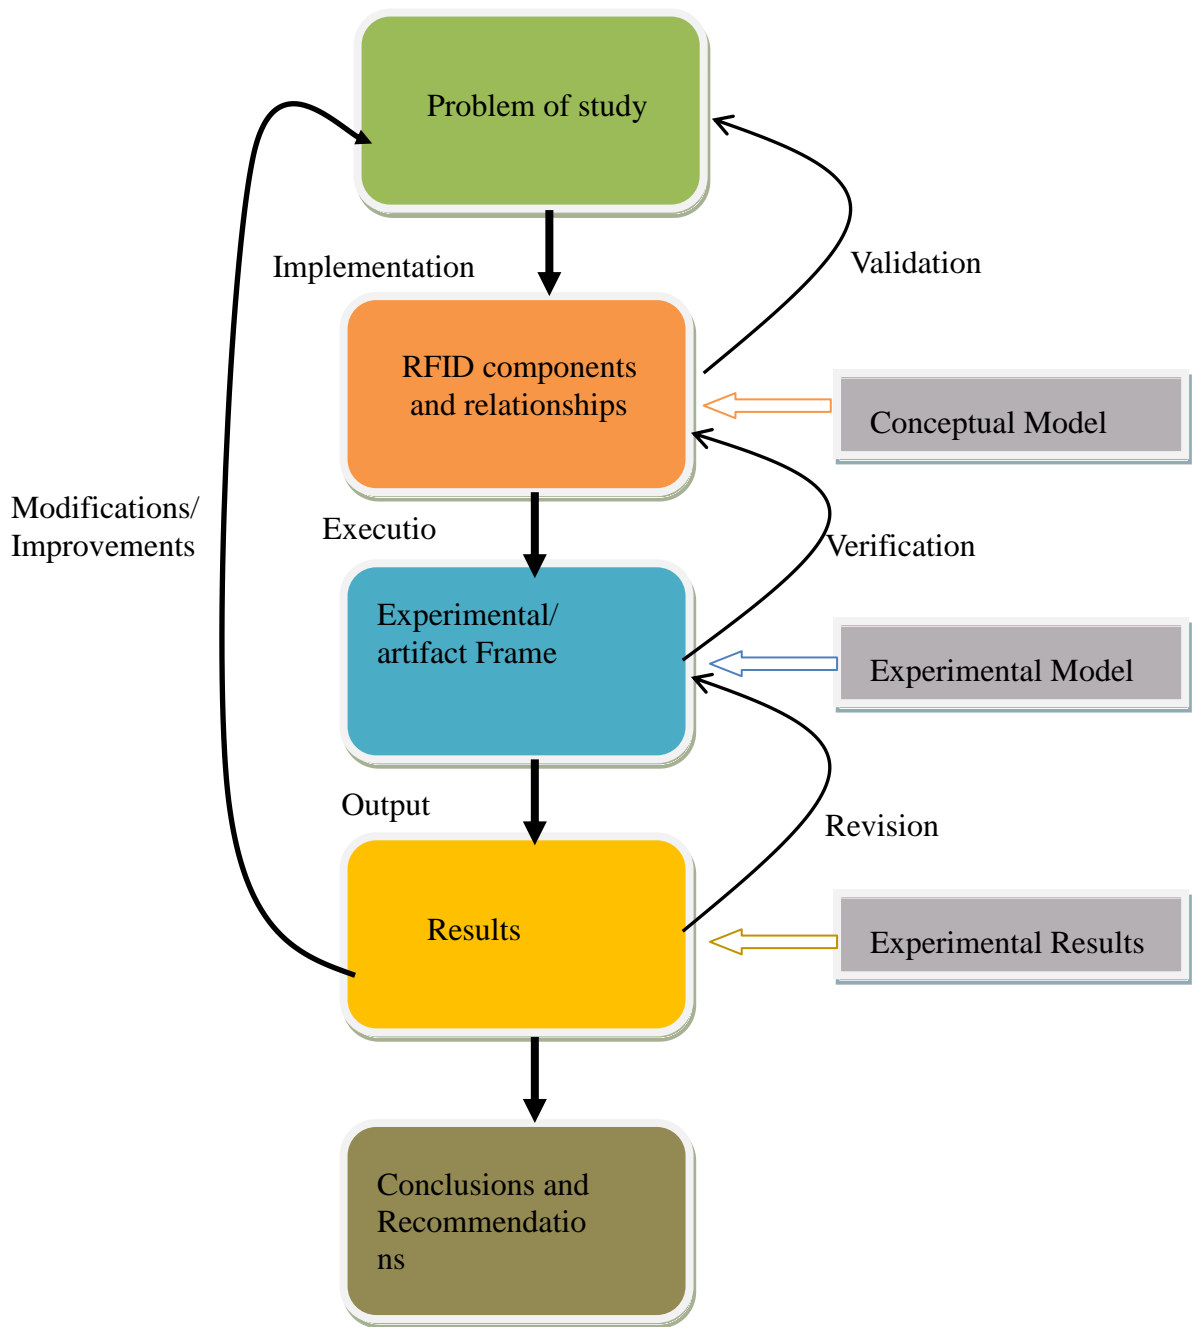 Problem of study
Implementation
Validation
RFID components
and relationships
Conceptual Model
Modifications/
Improvements
Executio
Verification
Experimental/
artifact Frame
Experimental Model
Output
Revision
Results
Experimental Results
Conclusions and
Recommendatio
ns